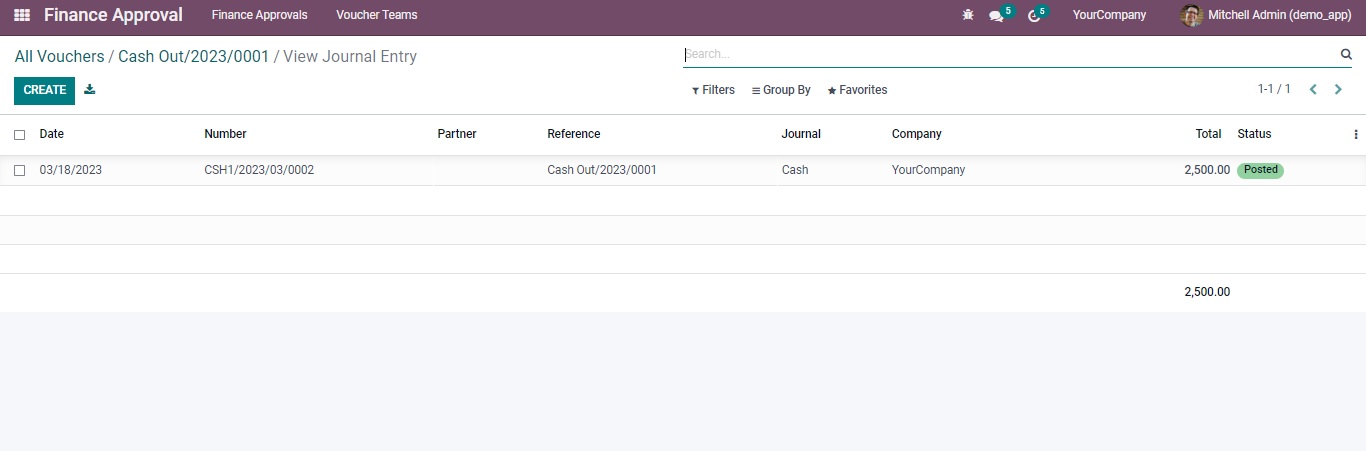 Finance Approval Finance Approvals Voucher Teams 5 5 YourCompany Mitchell Admin (demo_app)
All Vouchers / Cash Out/2023/0001 / View Journal Entry Search...
CREATE Filters Group By Favorites 1-1 / 1
Date Number Partner Reference Journal Company Total Status
03/18/2023 CSH1/2023/03/0002 Cash Out/2023/0001 Cash YourCompany 2,500.00 Posted
2,500.00